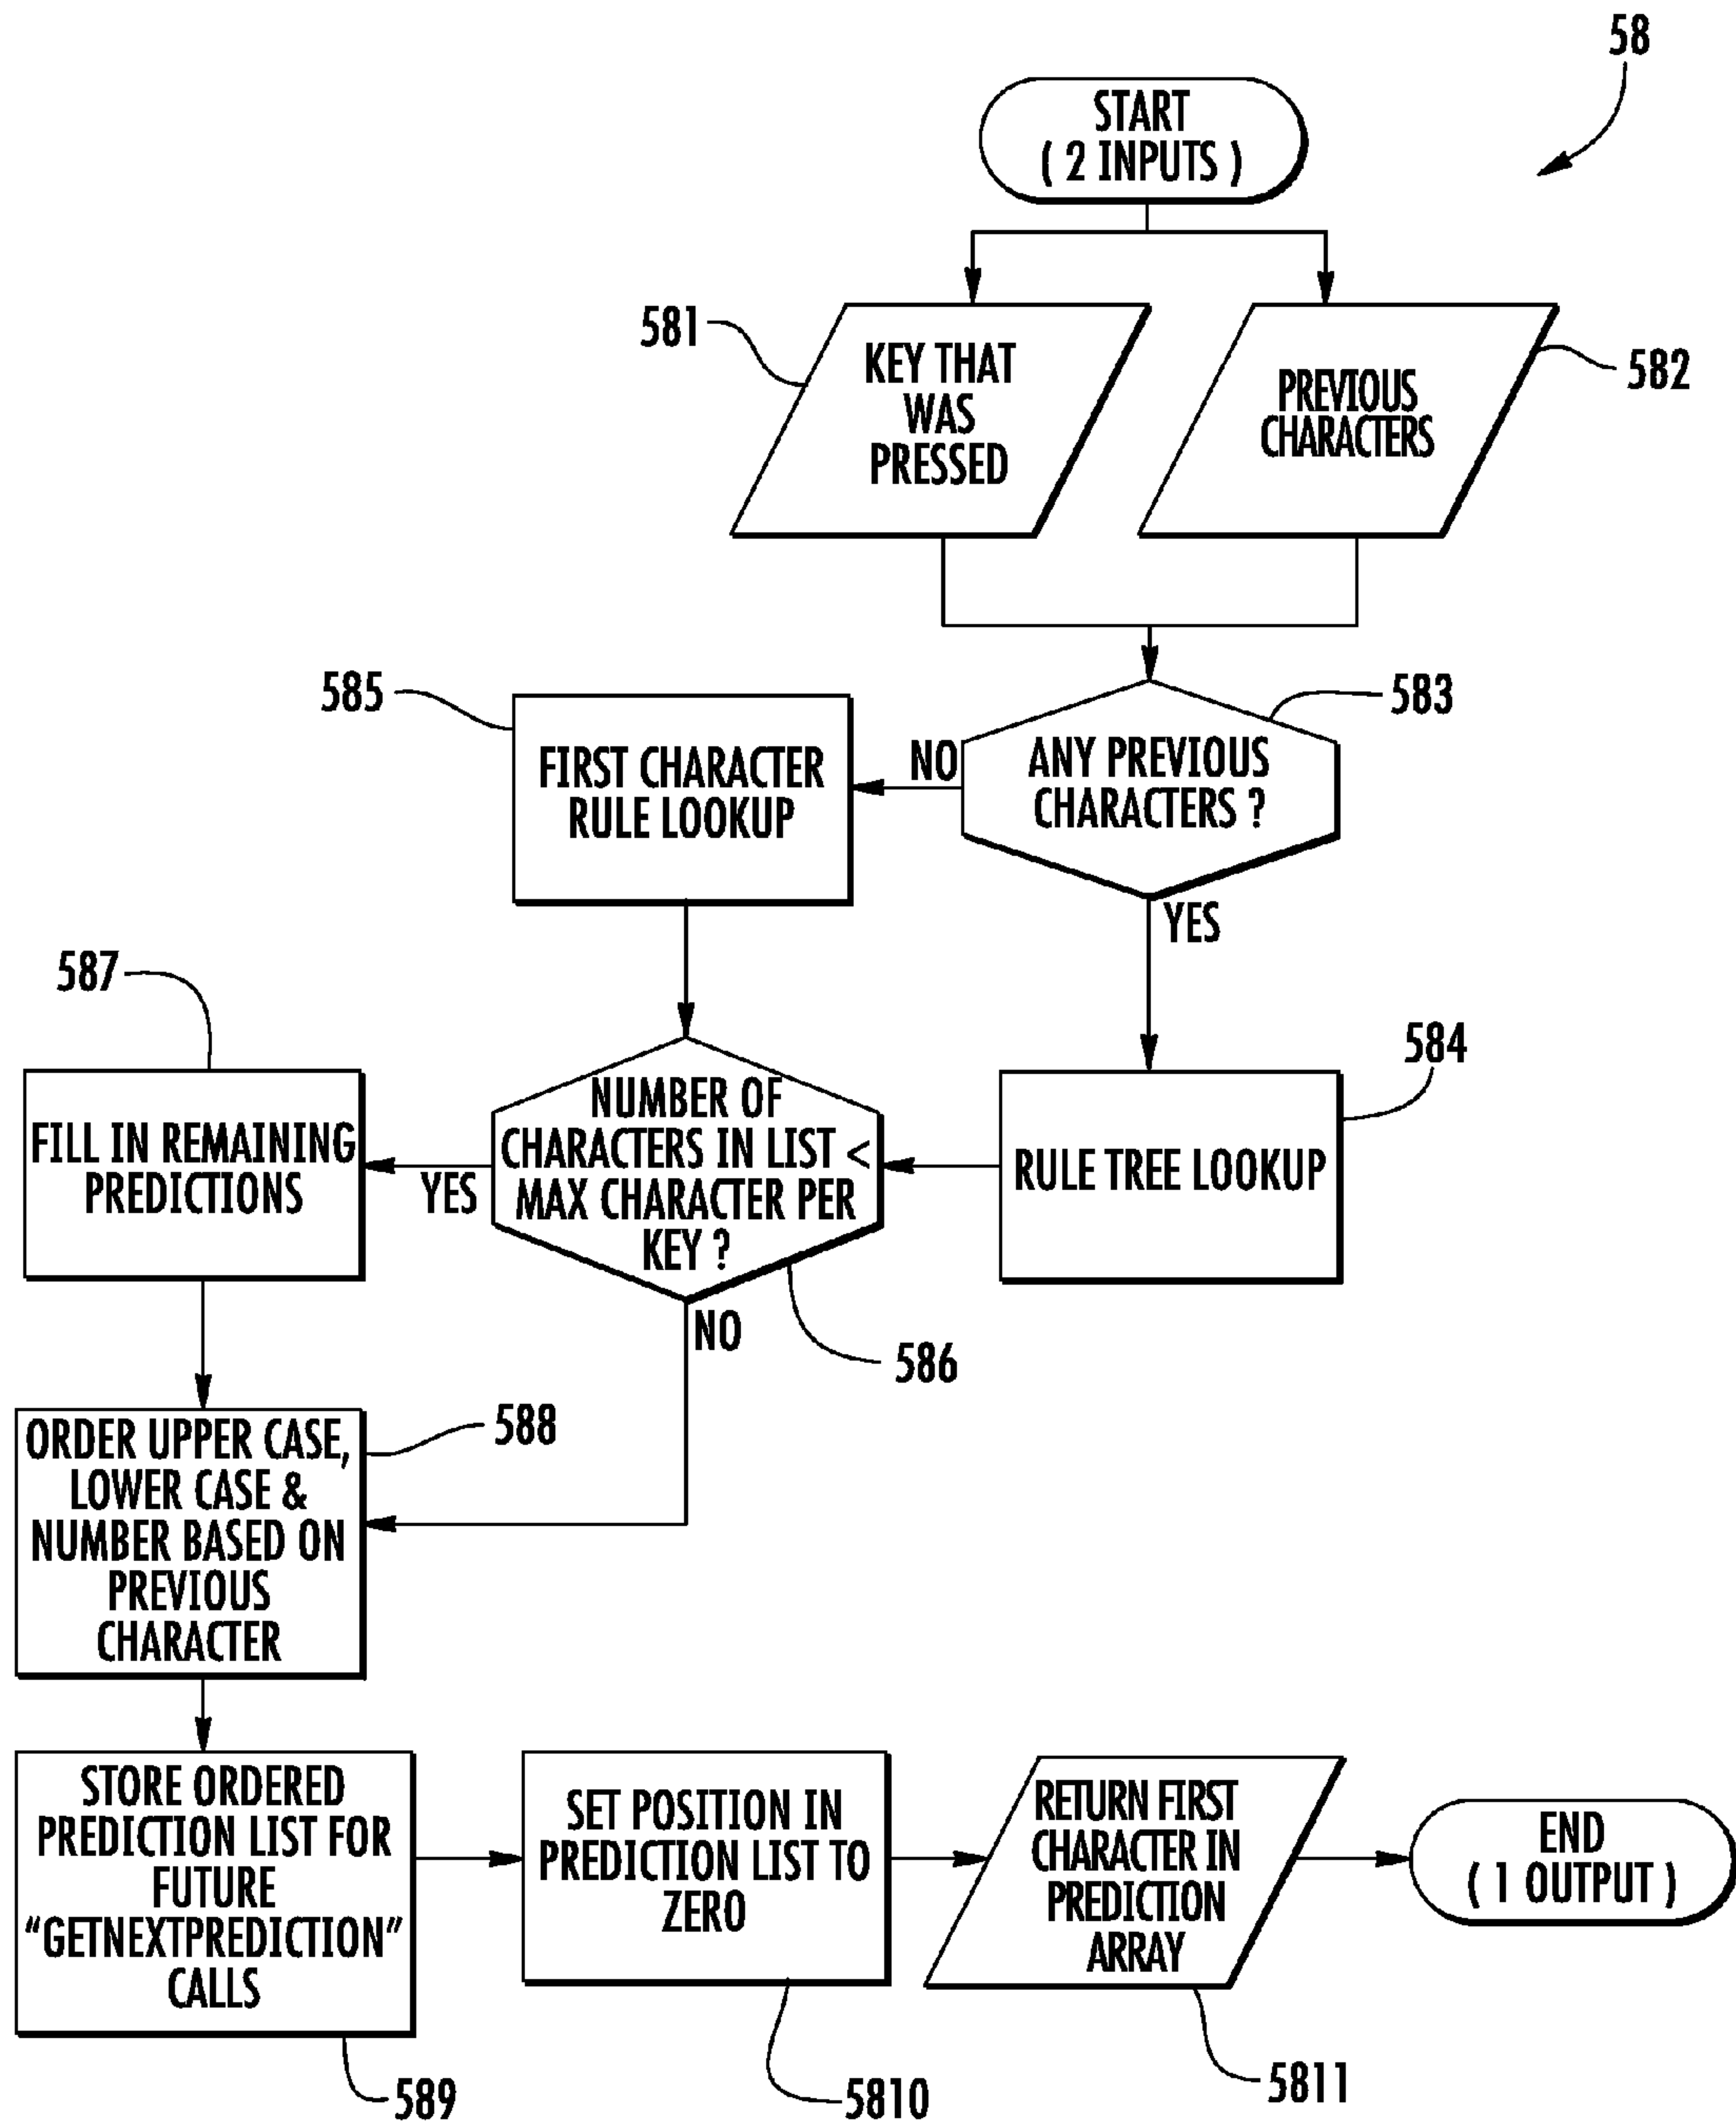 58
START
( 2 INPUTS )
581
KEY THAT
WAS
PRESSED
PREVIOUS
CHARACTERS
582
585
FIRST CHARACTER
RULE LOOKUP
NO
ANY PREVIOUS
CHARACTERS ?
583
YES
587
FILL IN REMAINING
PREDICTIONS
YES
NUMBER OF
CHARACTERS IN LIST <
MAX CHARACTER PER
KEY ?
584
RULE TREE LOOKUP
NO
586
ORDER UPPER CASE,
LOWER CASE &
NUMBER BASED ON
PREVIOUS
CHARACTER
588
STORE ORDERED
PREDICTION LIST FOR
FUTURE
"GETNEXTPREDICTION"
CALLS
SET POSITION IN
PREDICTION LIST TO
ZERO
RETURN FIRST
CHARACTER IN
PREDICTION
ARRAY
END
( 1 OUTPUT )
589
5810
5811